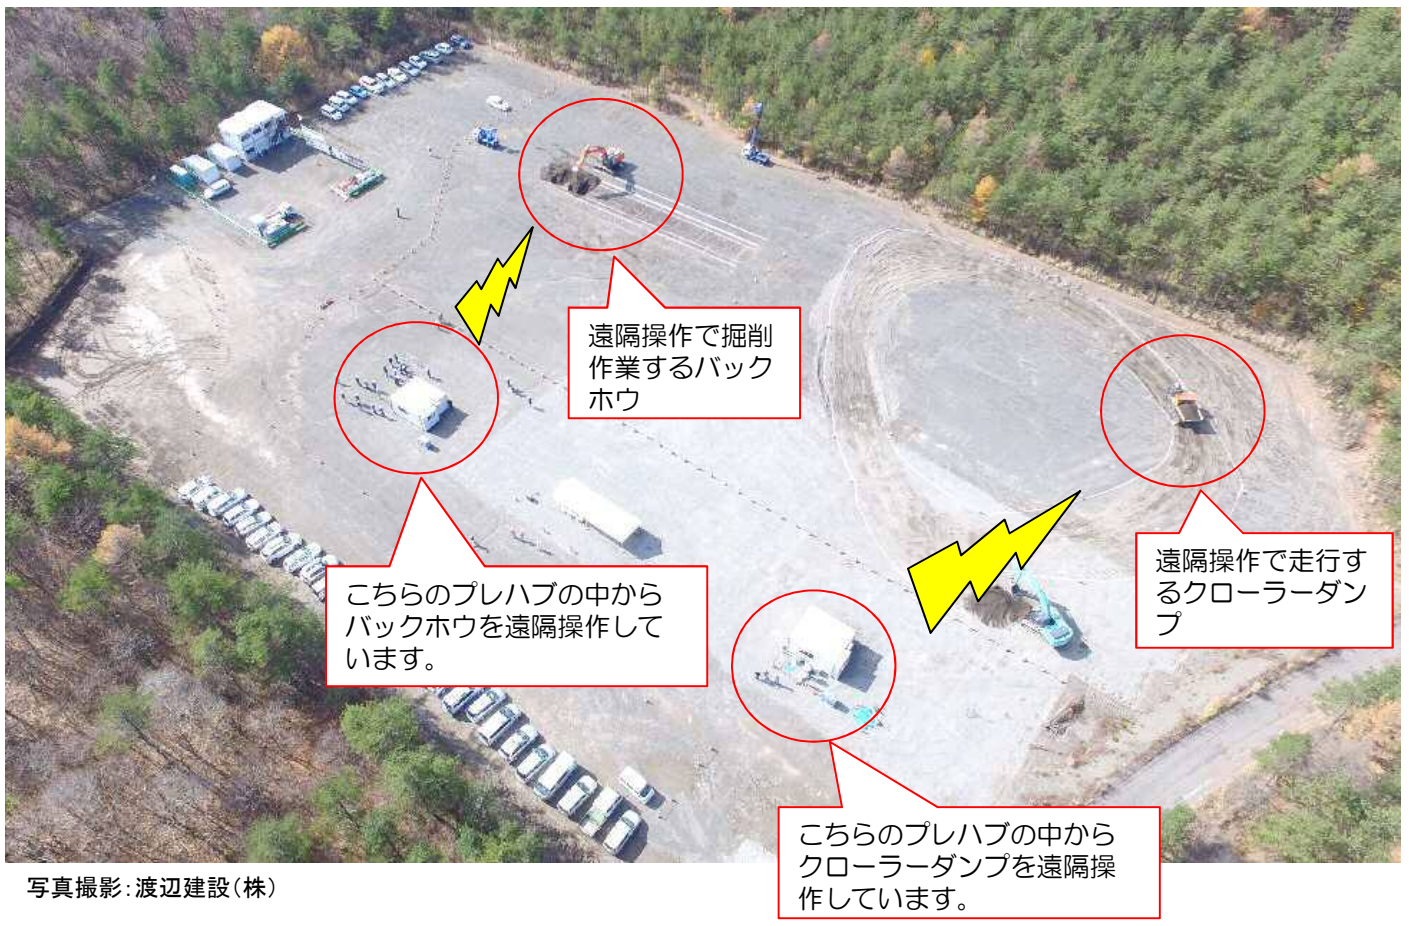 遠隔操作で掘削
作業するバック
ホウ
遠隔操作で走行す
るクローラーダン
プ
こちらのプレハブの中から
バックホウを遠隔操作して
います。
こちらのプレハブの中から
クローラーダンプを遠隔操
作しています。
写真撮影:渡辺建設(株)